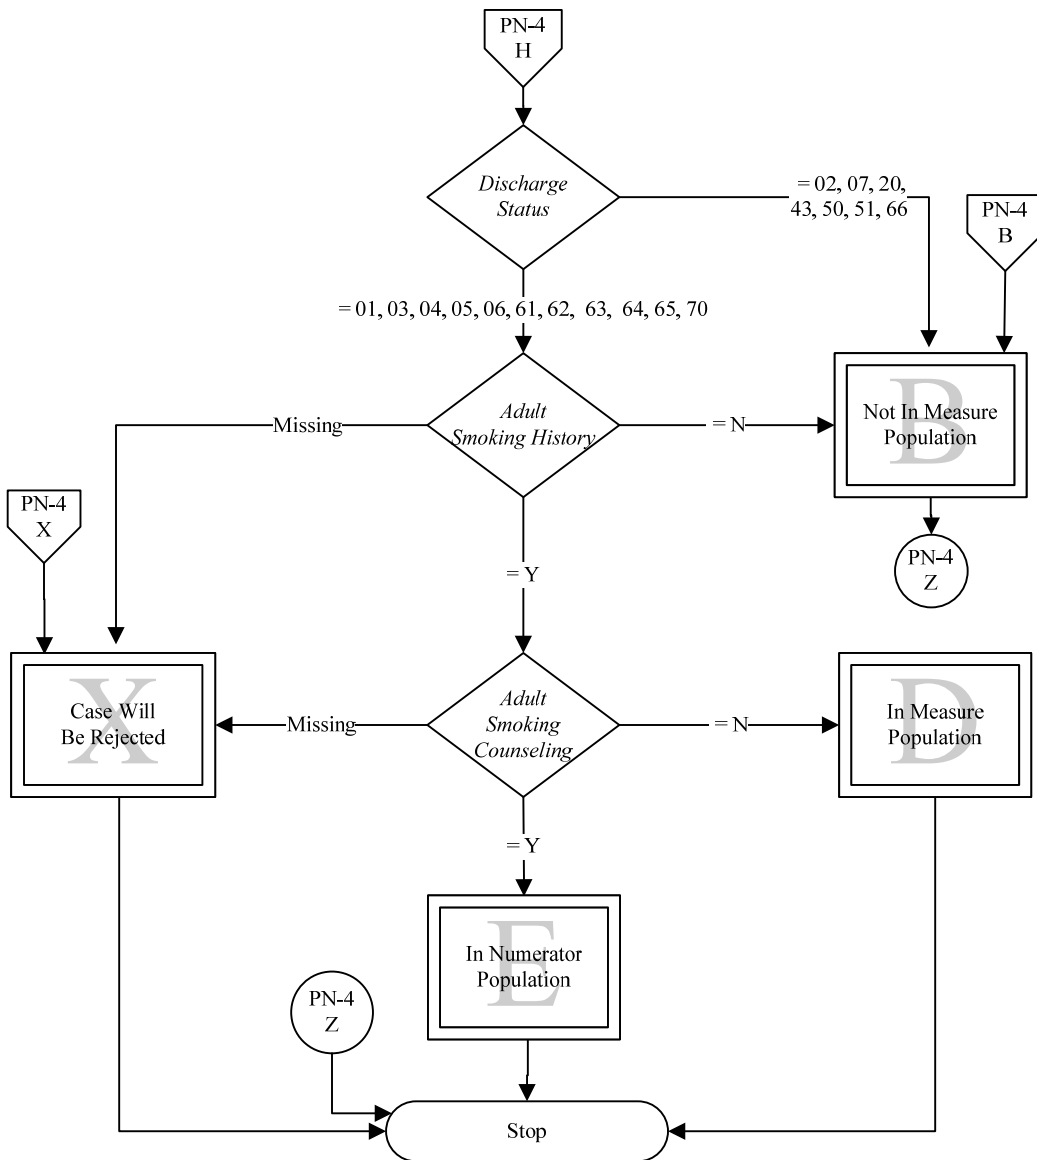 PN-4
H
Discharge
Status
= 02, 07, 20,
43, 50, 51, 66
PN-4
B
= 01, 03, 04, 05, 06, 61, 62, 63, 64, 65, 70
Missing
Adult
Smoking History
= N
B
Not In Measure
Population
PN-4
X
PN-4
Z
= Y
X
Case Will
Be Rejected
Missing
Adult
Smoking
Counseling
= N
D
In Measure
Population
= Y
E
In Numerator
Population
PN-4
Z
Stop